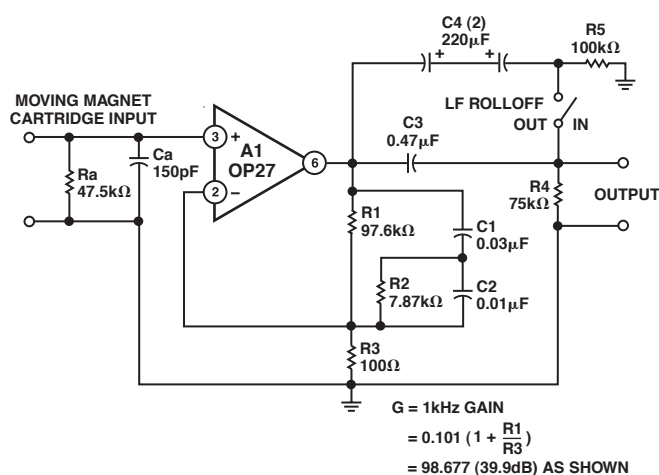 C4 (2)
220μF
+
+
R5
100kΩ
MOVING MAGNET
CARTRIDGE INPUT
LF ROLLOFF
OUT
IN
C3
0.47μF
3
+
A1
OP27
6
2
–
Ra
47.5kΩ
Ca
150pF
R4
75kΩ
OUTPUT
R1
97.6kΩ
C1
0.03μF
R2
7.87kΩ
C2
0.01μF
R3
100Ω
G = 1kHz GAIN
= 0.101 ( 1 + R1/R3 )
= 98.677 (39.9dB) AS SHOWN